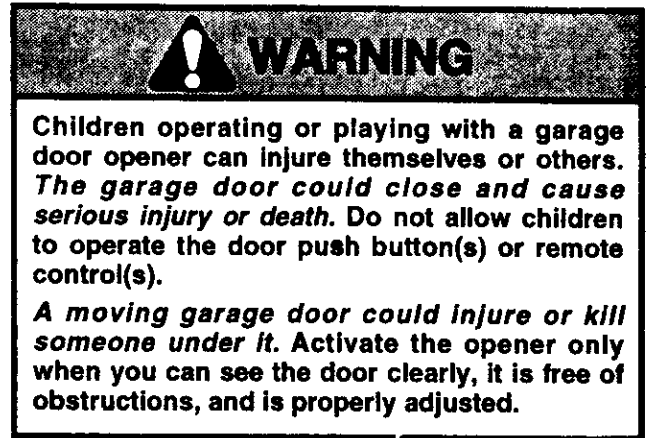 WARNING
Children operating or playing with a garage
door opener can injure themselves or others.
The garage door could close and cause
serious injury or death. Do not allow children
to operate the door push button(s) or remote
control(s).
A moving garage door could injure or kill
someone under it. Activate the opener only
when you can see the door clearly, it is free of
obstructions, and is properly adjusted.